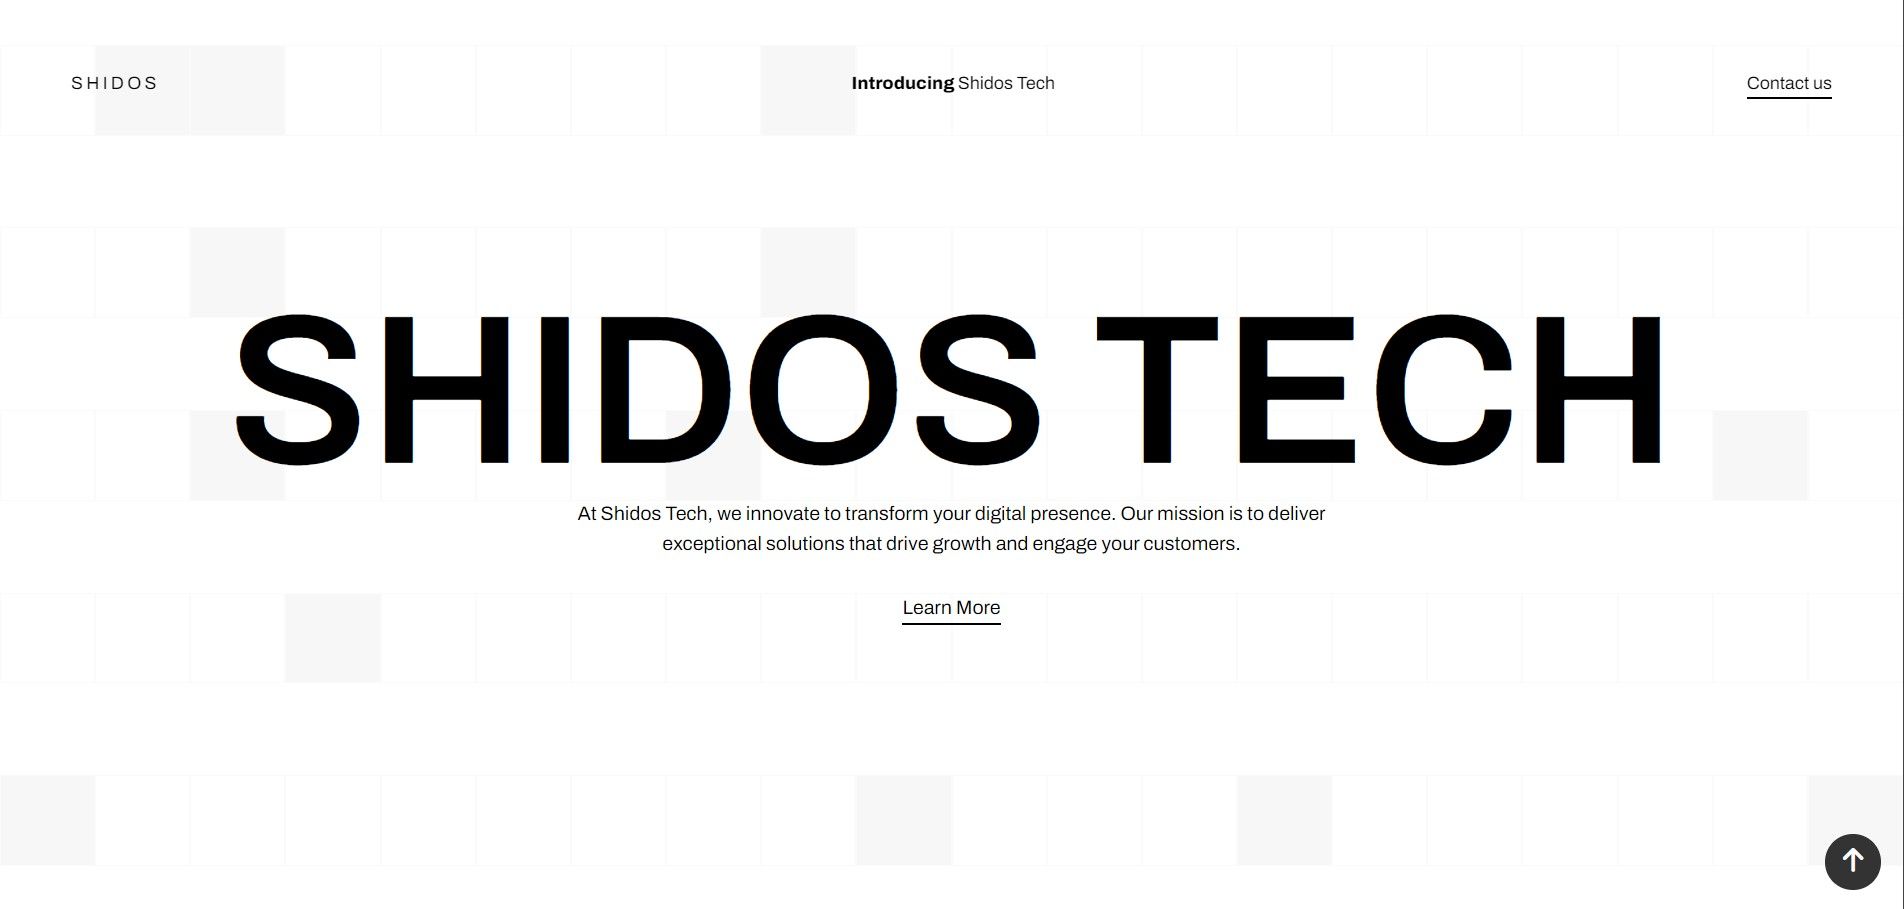 SHIDOS
Introducing Shidos Tech
Contact us
SHIDOS TECH
At Shidos Tech, we innovate to transform your digital presence. Our mission is to deliver
exceptional solutions that drive growth and engage your customers.
Learn More